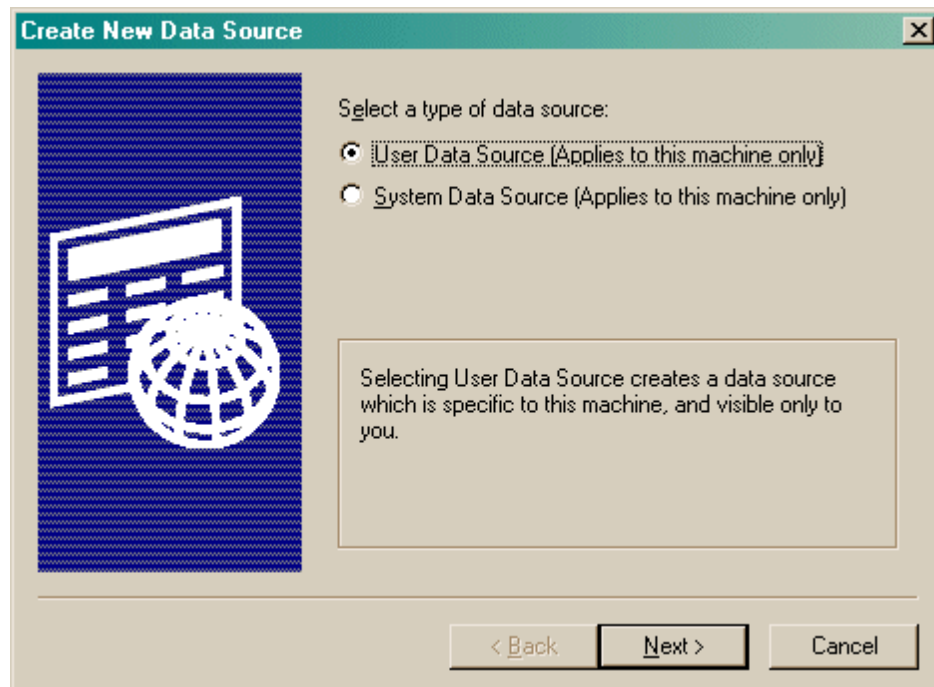 Create New Data Source
Select a type of data source:
User Data Source (Applies to this machine only)
System Data Source (Applies to this machine only)
Selecting User Data Source creates a data source
which is specific to this machine, and visible only to
you.
< Back
Next >
Cancel